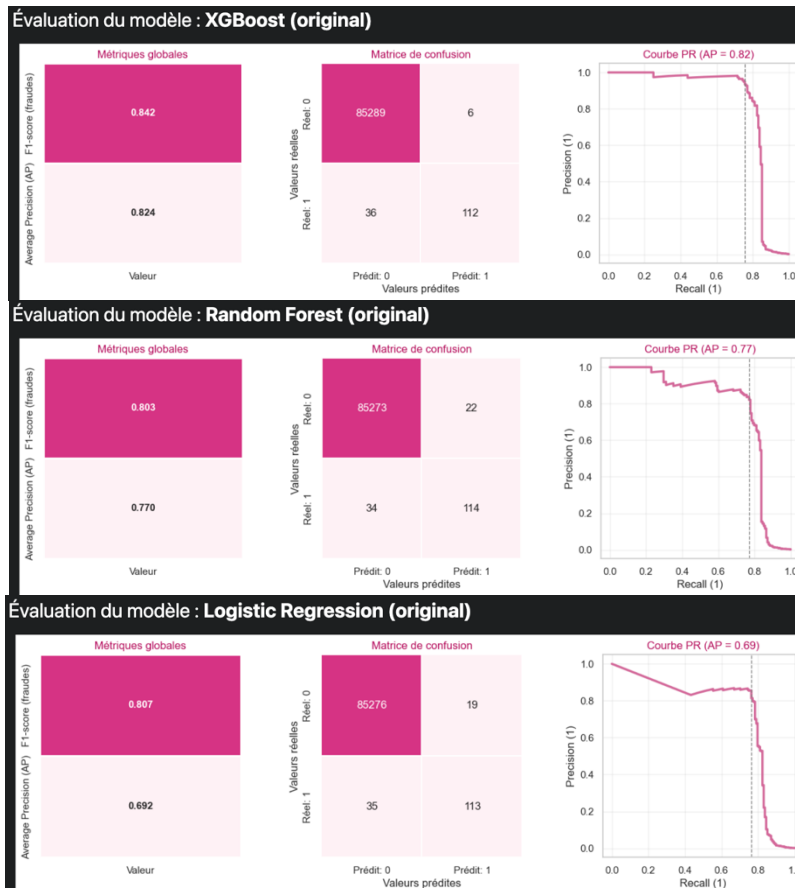 Évaluation du modèle : XGBoost (original)
Métriques globales
F1-score (fraudes)
0.842
Average Precision (AP)
0.824
Valeur
Matrice de confusion
Valeurs réelles
Réel: 0
85289
6
Réel: 1
36
112
Prédit: 0
Prédit: 1
Valeurs prédites
Courbe PR (AP = 0.82)
Precision (1)
1.0
0.8
0.6
0.4
0.2
0.0
0.0 0.2 0.4 0.6 0.8 1.0
Recall (1)
Évaluation du modèle : Random Forest (original)
Métriques globales
F1-score (fraudes)
0.803
Average Precision (AP)
0.770
Valeur
Matrice de confusion
Valeurs réelles
Réel: 0
85273
22
Réel: 1
34
114
Prédit: 0
Prédit: 1
Valeurs prédites
Courbe PR (AP = 0.77)
Precision (1)
1.0
0.8
0.6
0.4
0.2
0.0
0.0 0.2 0.4 0.6 0.8 1.0
Recall (1)
Évaluation du modèle : Logistic Regression (original)
Métriques globales
F1-score (fraudes)
0.807
Average Precision (AP)
0.692
Valeur
Matrice de confusion
Valeurs réelles
Réel: 0
85276
19
Réel: 1
35
113
Prédit: 0
Prédit: 1
Valeurs prédites
Courbe PR (AP = 0.69)
Precision (1)
1.0
0.8
0.6
0.4
0.2
0.0
0.0 0.2 0.4 0.6 0.8
Recall (1)